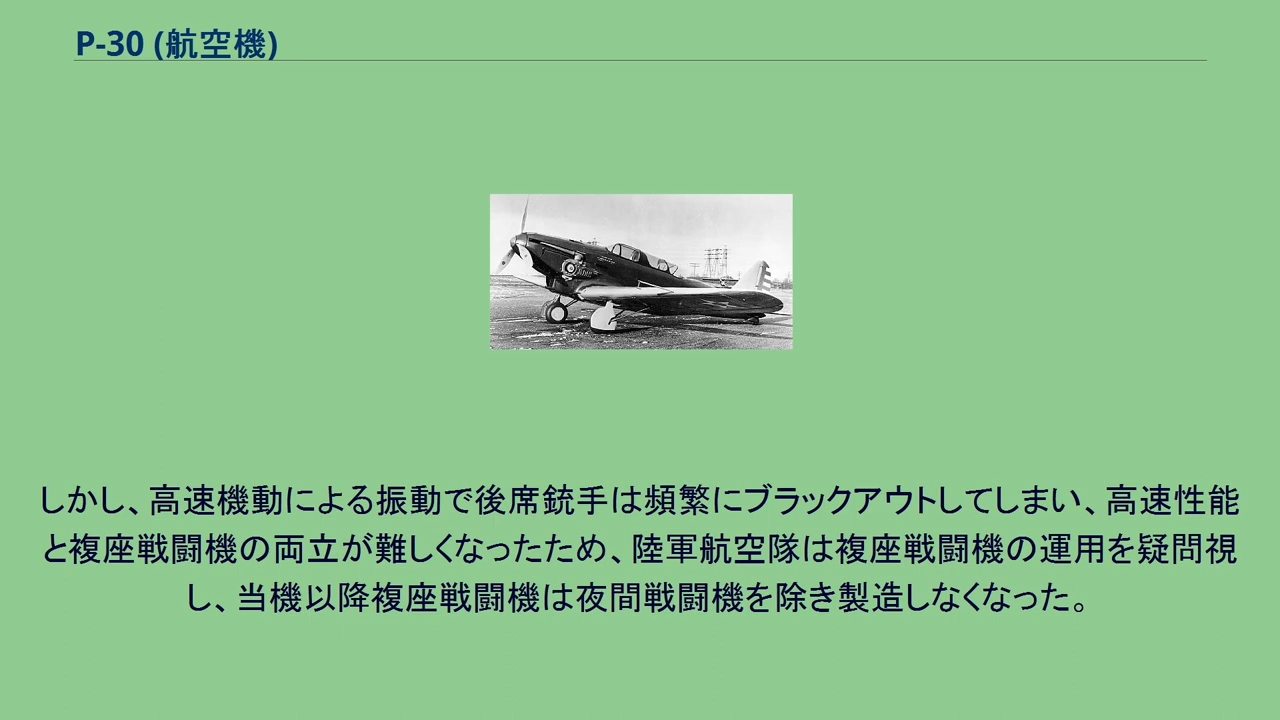 P-30 (航空機)
しかし、高速機動による振動で後席銃手は頻繁にブラックアウトしてしまい、高速性能
と複座戦闘機の両立が難しくなったため、陸軍航空隊は複座戦闘機の運用を疑問視
し、当機以降複座戦闘機は夜間戦闘機を除き製造しなくなった。